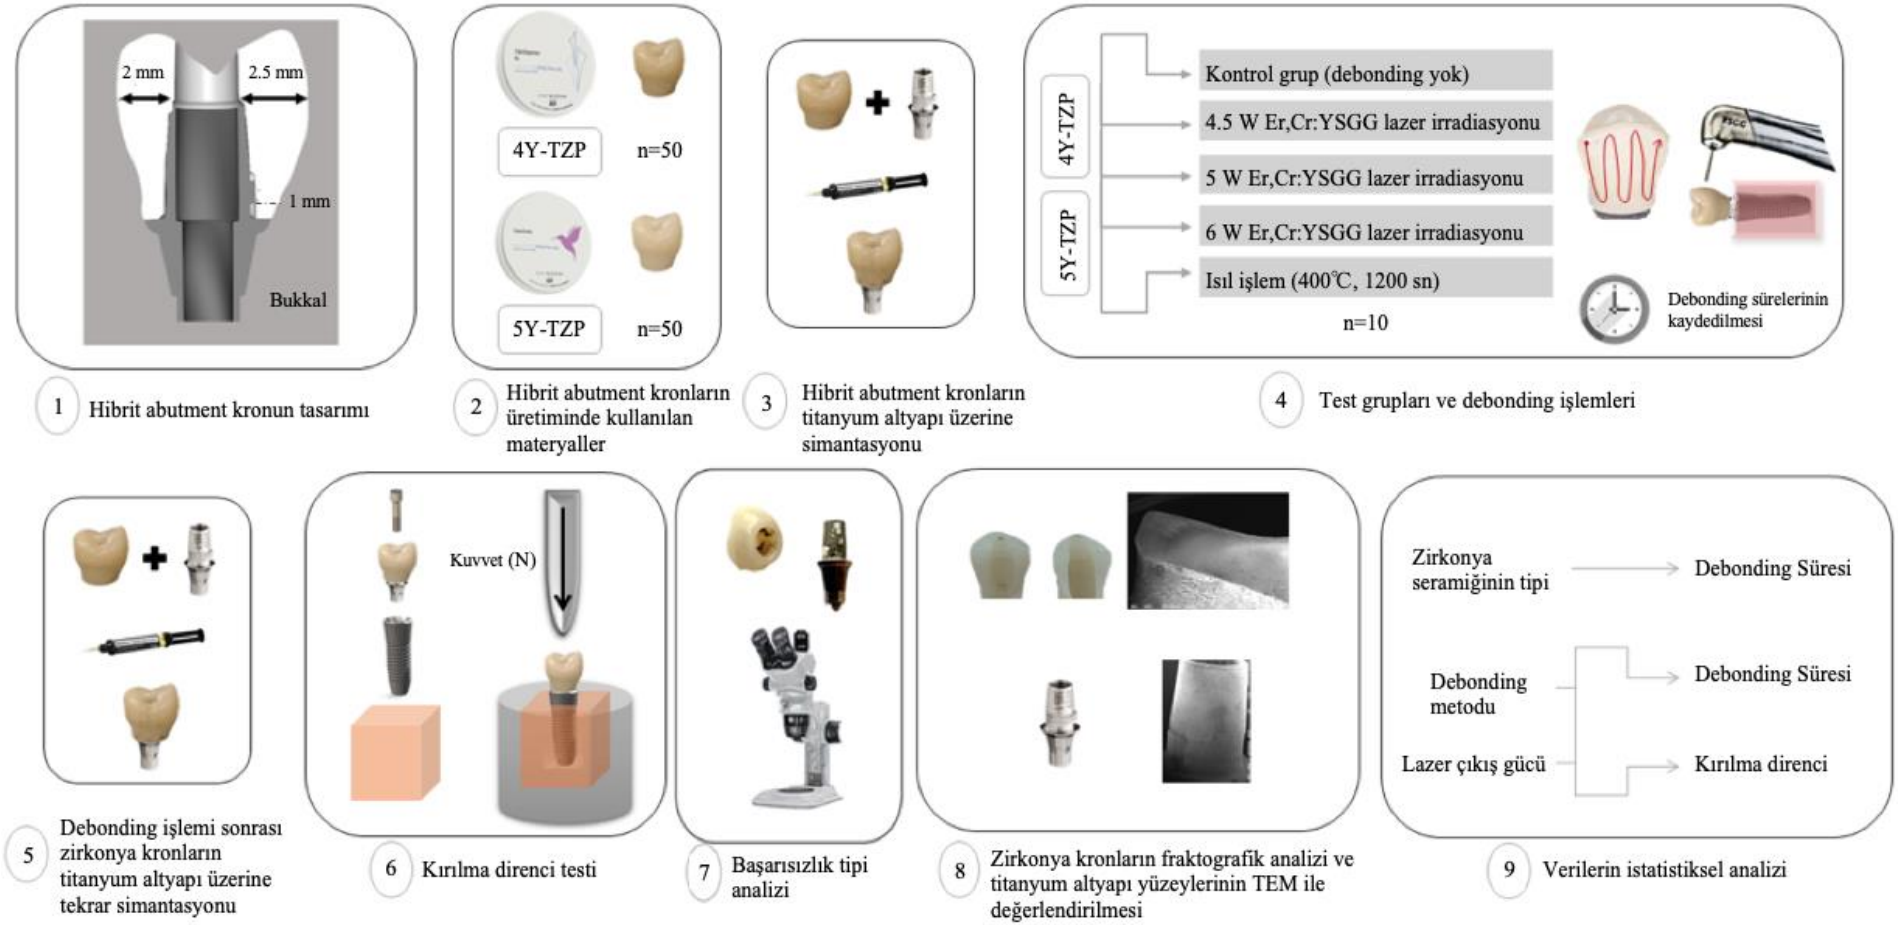 2 mm
2.5 mm
1 mm
Bukkal
1
Hibrit abutment kronun tasarımı
4Y-TZP
n=50
5Y-TZP
n=50
2
Hibrit abutment kronların
üretiminde kullanılan
materyaller
3
Hibrit abutment kronların
titanyum altyapı üzerine
simantasyonu
4Y-TZP
5Y-TZP
Kontrol grup (debonding yok)
4.5 W Er,Cr:YSGG lazer irradiasyonu
5 W Er,Cr:YSGG lazer irradiasyonu
6 W Er,Cr:YSGG lazer irradiasyonu
Isıl işlem (400℃, 1200 sn)
n=10
YSGG
Debonding sürelerinin
kaydedilmesi
4
Test grupları ve debonding işlemleri
5
Debonding işlemi sonrası
zirkonya kronların
titanyum altyapı üzerine
tekrar simantasyonu
Kuvvet (N)
6
Kırılma direnci testi
7
Başarısızlık tipi
analizi
8
Zirkonya kronların fraktografik analizi ve
titanyum altyapı yüzeylerinin TEM ile
değerlendirilmesi
Zirkonya
seramiğinin tipi
Debonding Süresi
Debonding
metodu
Debonding Süresi
Lazer çıkış gücü
Kırılma direnci
9
Verilerin istatistiksel analizi